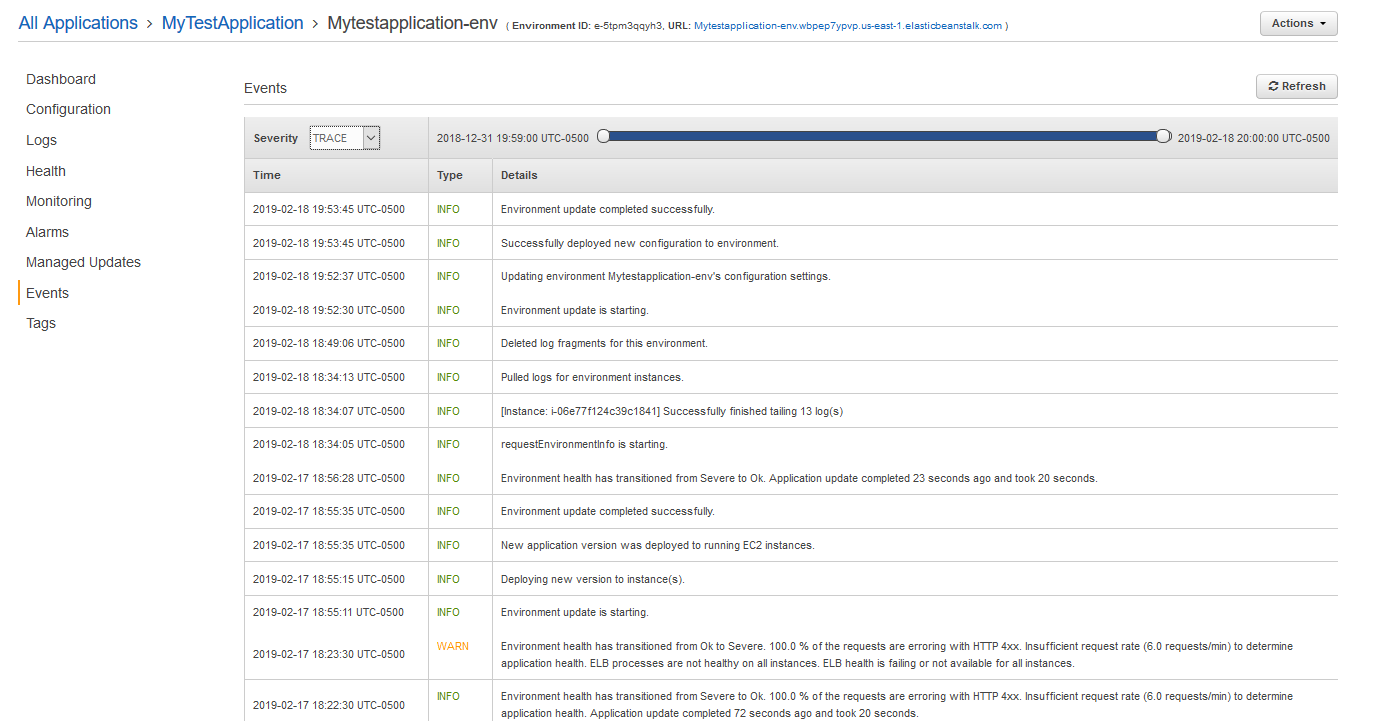 All Applications > MyTestApplication > Mytestapplication-env ( Environment ID: e-5tpm3qqyh3, URL: Mytestapplication-env.wbpep7ypvp.us-east-1.elasticbeanstalk.com )
Actions
Dashboard
Configuration
Logs
Health
Monitoring
Alarms
Managed Updates
Events
Tags
Events
Refresh
Severity TRACE 2018-12-31 19:59:00 UTC-0500 2019-02-18 20:00:00 UTC-0500
Time Type Details
2019-02-18 19:53:45 UTC-0500 INFO Environment update completed successfully.
2019-02-18 19:53:45 UTC-0500 INFO Successfully deployed new configuration to environment.
2019-02-18 19:52:37 UTC-0500 INFO Updating environment Mytestapplication-env's configuration settings.
2019-02-18 19:52:30 UTC-0500 INFO Environment update is starting.
2019-02-18 18:49:06 UTC-0500 INFO Deleted log fragments for this environment.
2019-02-18 18:34:13 UTC-0500 INFO Pulled logs for environment instances.
2019-02-18 18:34:07 UTC-0500 INFO [Instance: i-06e77f124c39c1841] Successfully finished tailing 13 log(s)
2019-02-18 18:34:05 UTC-0500 INFO requestEnvironmentInfo is starting.
2019-02-17 18:56:28 UTC-0500 INFO Environment health has transitioned from Severe to Ok. Application update completed 23 seconds ago and took 20 seconds.
2019-02-17 18:55:35 UTC-0500 INFO Environment update completed successfully.
2019-02-17 18:55:35 UTC-0500 INFO New application version was deployed to running EC2 instances.
2019-02-17 18:55:15 UTC-0500 INFO Deploying new version to instance(s).
2019-02-17 18:55:11 UTC-0500 INFO Environment update is starting.
2019-02-17 18:23:30 UTC-0500 WARN Environment health has transitioned from Ok to Severe. 100.0 % of the requests are erroring with HTTP 4xx. Insufficient request rate (6.0 requests/min) to determine
application health. ELB processes are not healthy on all instances. ELB health is failing or not available for all instances.
2019-02-17 18:22:30 UTC-0500 INFO Environment health has transitioned from Severe to Ok. 100.0 % of the requests are erroring with HTTP 4xx. Insufficient request rate (6.0 requests/min) to determine
application health. Application update completed 72 seconds ago and took 20 seconds.